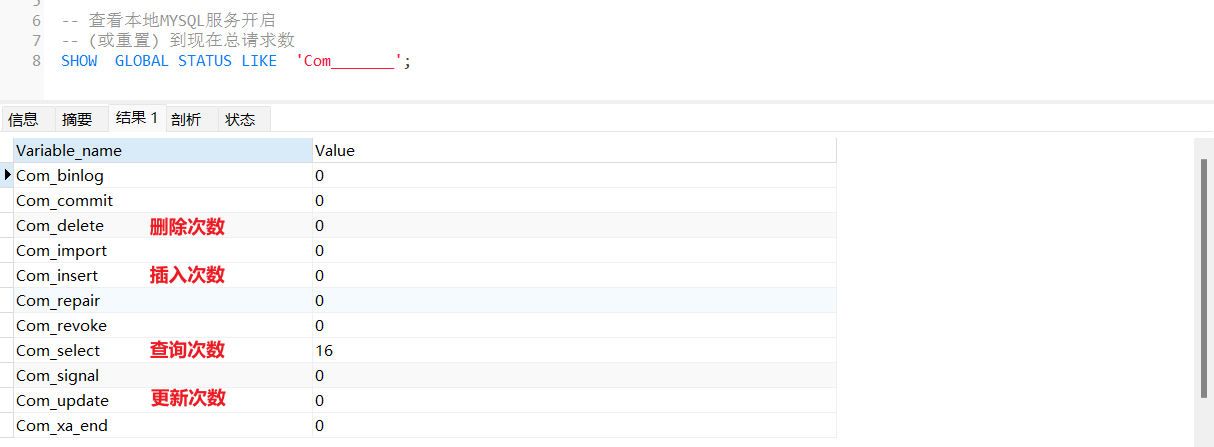 5
6 -- 查看本地MYSQL服务开启
7 -- (或重置) 到现在总请求数
8 SHOW  GLOBAL STATUS LIKE  'Com_______';
信息 摘要 结果 1 剖析 状态
Variable_name Value
Com_binlog 0
Com_commit 0
Com_delete 删除次数 0
Com_import 0
Com_insert 插入次数 0
Com_repair 0
Com_revoke 0
Com_select 查询次数 16
Com_signal 0
Com_update 更新次数 0
Com_xa_end 0